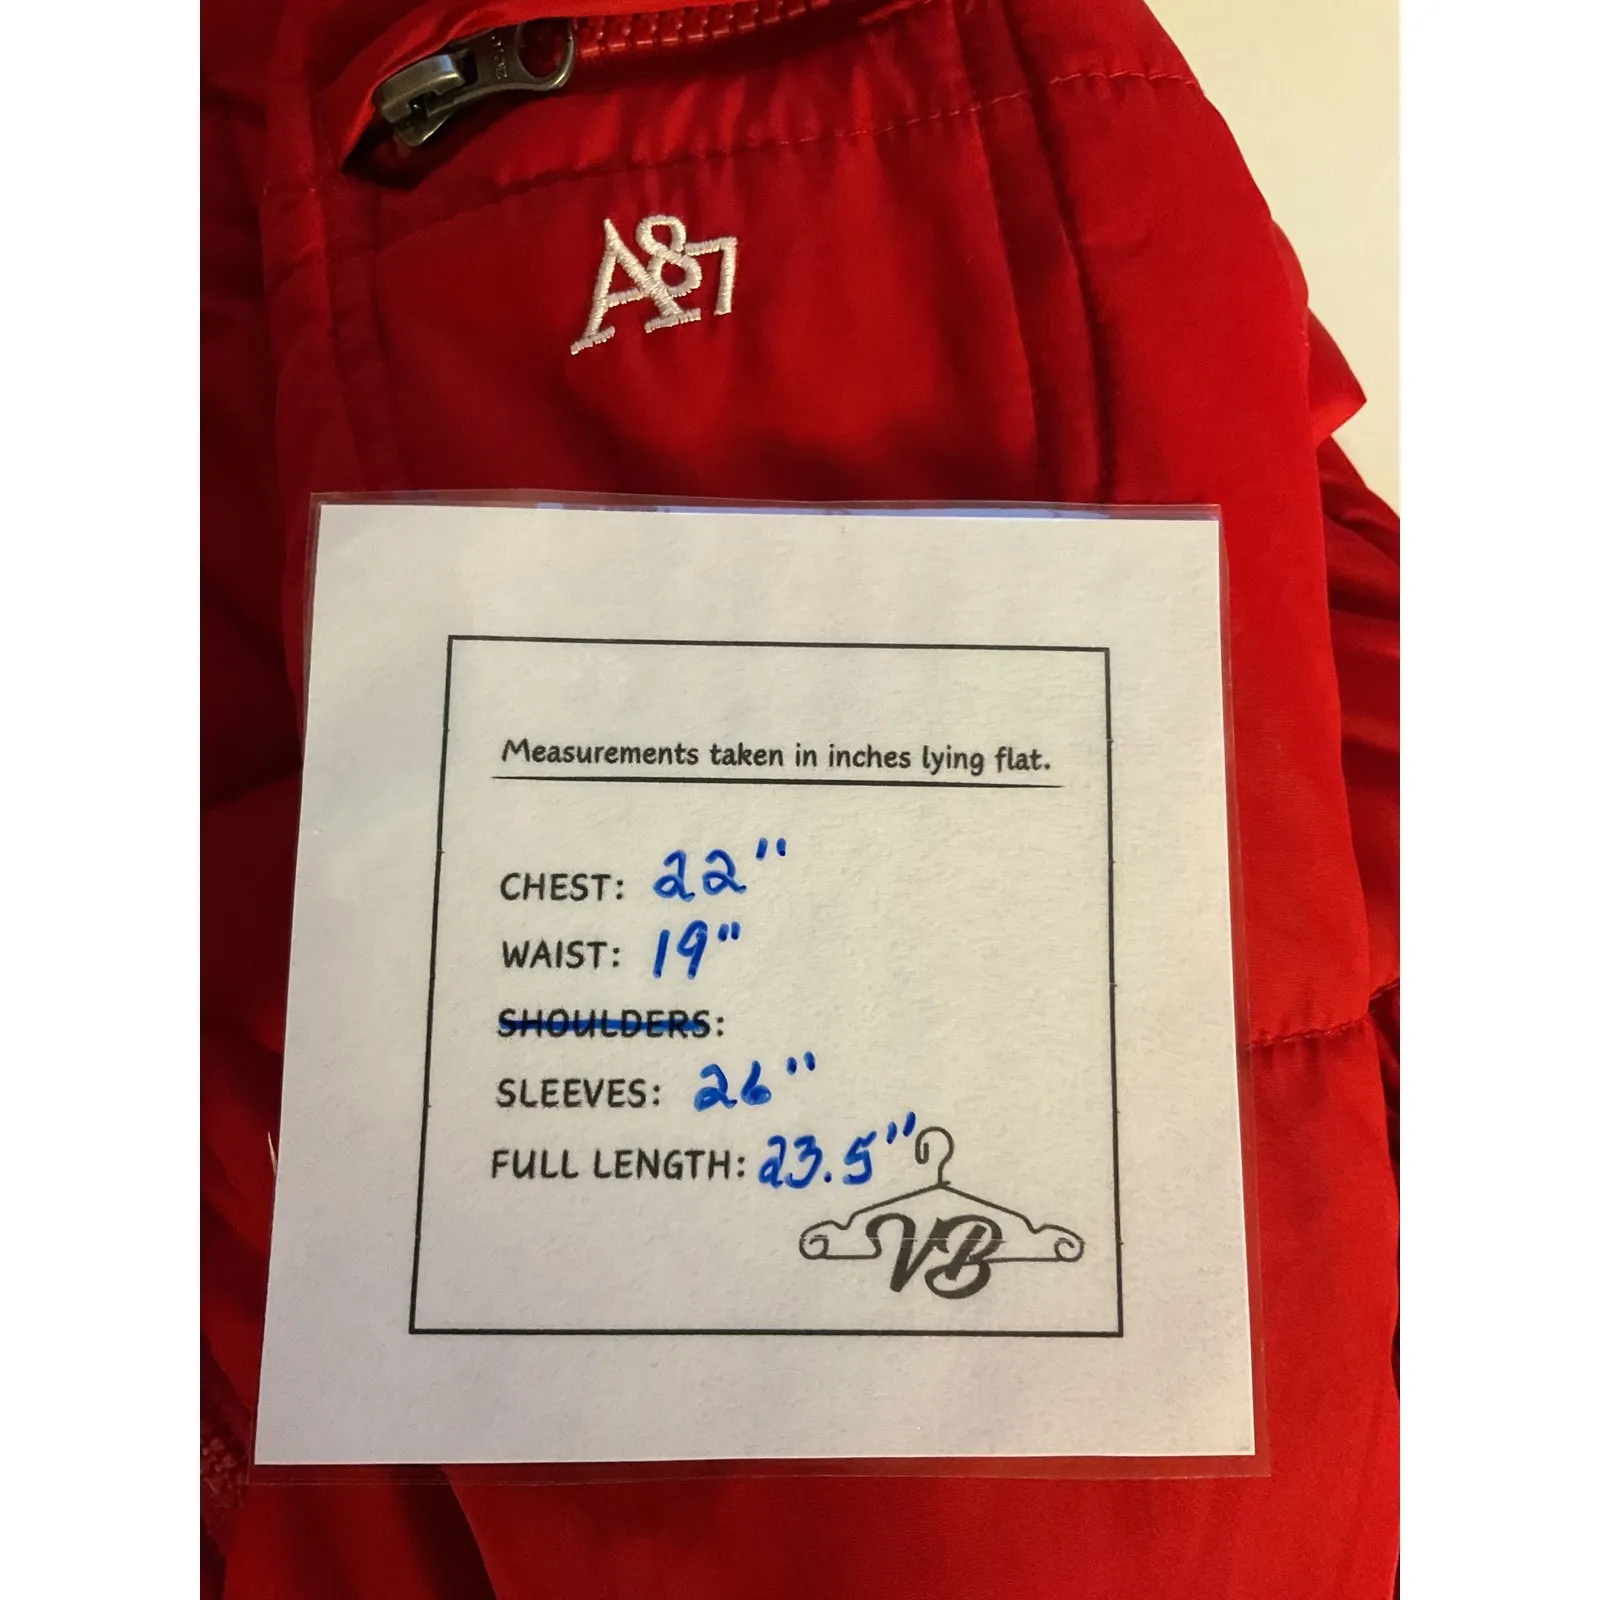 A87
Measurements taken in inches lying flat.
CHEST: 22"
WAIST: 19"
SHOULDERS:
SLEEVES: 26"
FULL LENGTH: 23.5"
VB